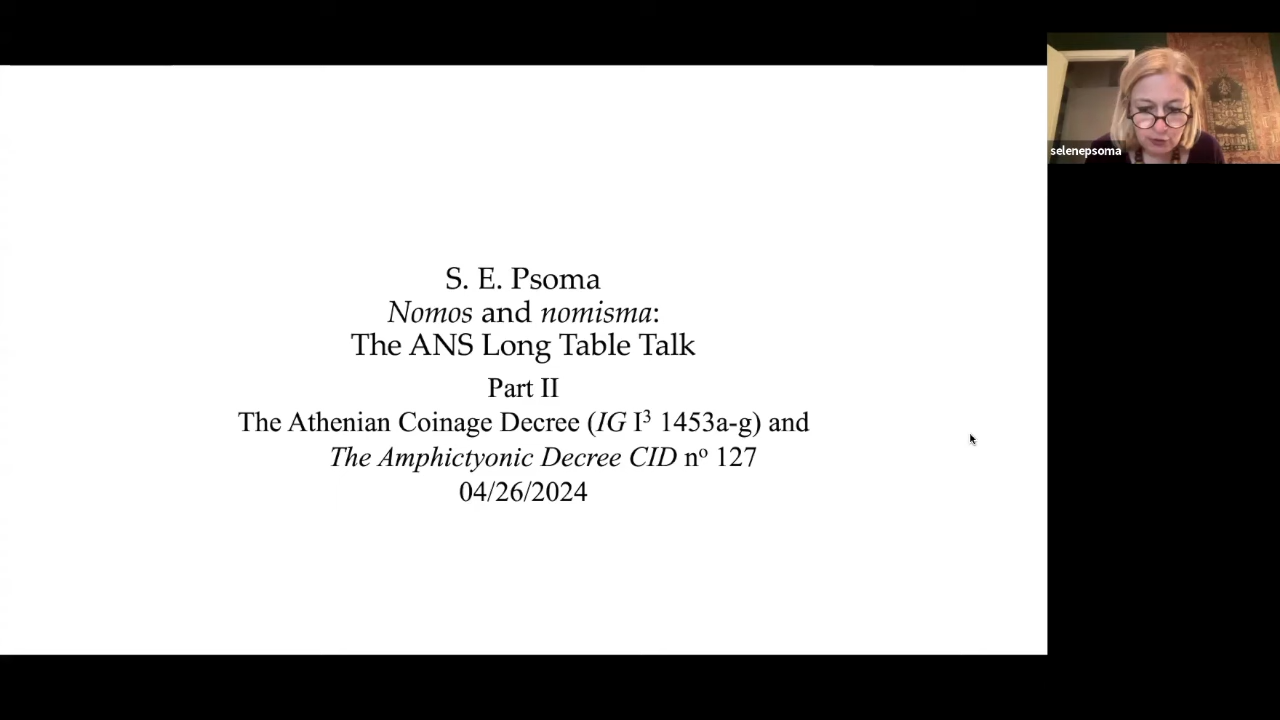 S. E. Psoma
Nomos and nomisma:
The ANS Long Table Talk
Part II
The Athenian Coinage Decree (IG I³ 1453a-g) and
The Amphictyonic Decree CID nº 127
04/26/2024
selenepsoma